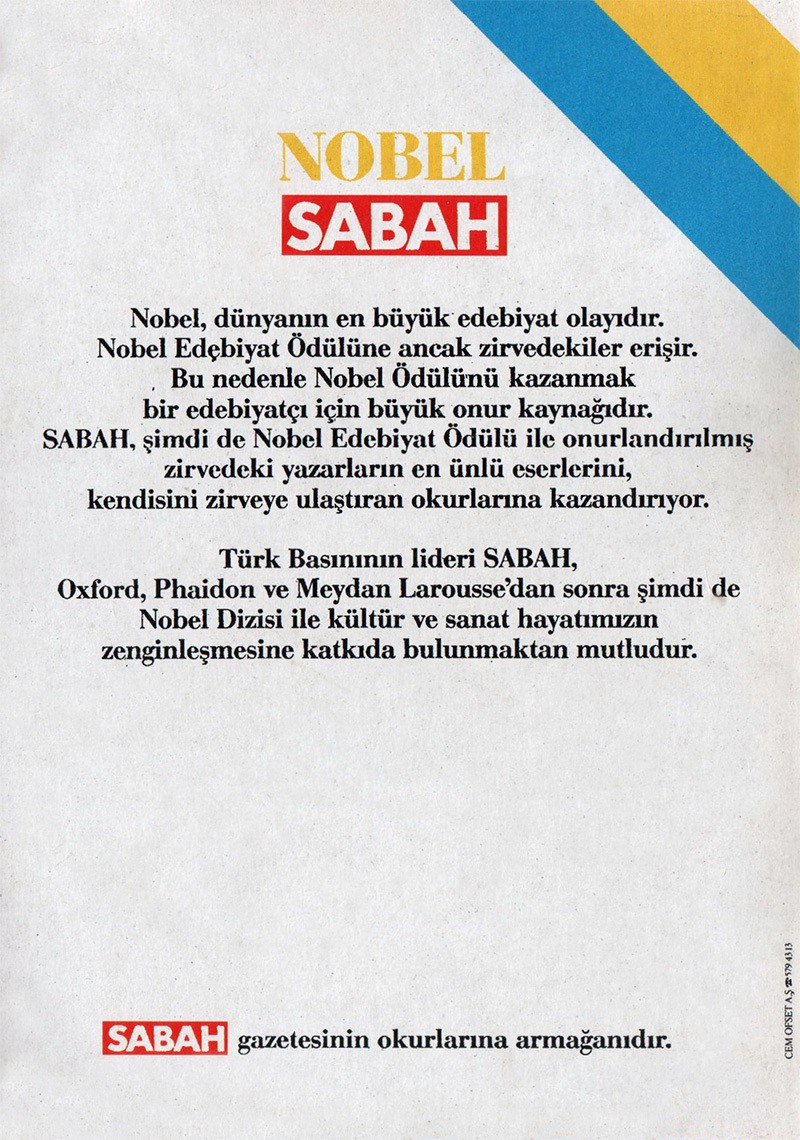 NOBEL
SABAH
Nobel, dünyanın en büyük edebiyat olayıdır.
Nobel Edebiyat Ödülüne ancak zirvedekiler erişir.
Bu nedenle Nobel Ödülünü kazanmak
bir edebiyatçı için büyük onur kaynağıdır.
SABAH, şimdi de Nobel Edebiyat Ödülü ile onurlandırılmış
zirvedeki yazarların en ünlü eserlerini,
kendisini zirveye ulaştıran okurlarına kazandırıyor.
Türk Basınının lideri SABAH,
Oxford, Phaidon ve Meydan Larousse'dan sonra şimdi de
Nobel Dizisi ile kültür ve sanat hayatımızın
zenginleşmesine katkıda bulunmaktan mutludur.
SABAH gazetesinin okurlarına armağanıdır.
CEM OFSET A.Ş ☎ 579 43 13